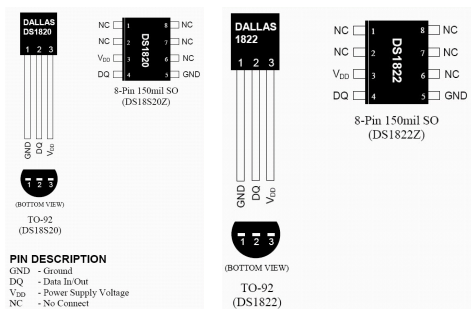 DALLAS
DS1820
1 2 3
GND DQ VDD
1 2 3
(BOTTOM VIEW)
TO-92
(DS18S20)
NC 1 8 NC
NC 2 7 NC
VDD 3 6 NC
DQ 4 5 GND
DS1820
8-Pin 150mil SO
(DS18S20Z)
PIN DESCRIPTION
GND - Ground
DQ - Data In/Out
VDD - Power Supply Voltage
NC - No Connect
DALLAS
1822
1 2 3
GND DQ VDD
1 2 3
(BOTTOM VIEW)
TO-92
(DS1822)
NC 1 8 NC
NC 2 7 NC
VDD 3 6 NC
DQ 4 5 GND
DS1822
8-Pin 150mil SO
(DS1822Z)